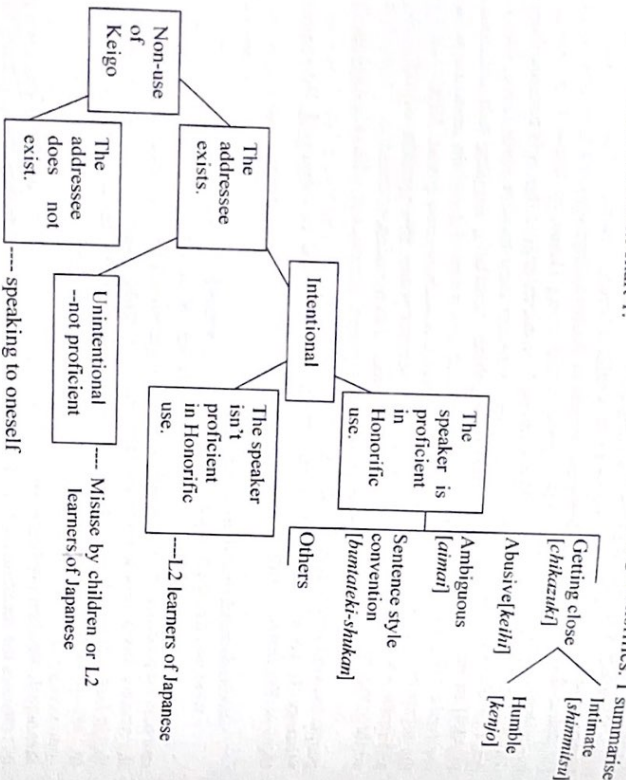 I summarise
Non-use
of
Keigo
The
addressee
exists.
The
addressee
does not
exist.
---- speaking to oneself
Intentional
Unintentional
--not proficient
---- Misuse by children or L2
learners of Japanese
The
speaker is
proficient
in
Honorific
use.
The speaker
isn't
proficient
in Honorific
use.
----L2 learners of Japanese
Getting close
[chikazuki]
Intimate
[shimmitsu]
Humble
[kenjo]
Abusive[keihi]
Ambiguous
[aimai]
Sentence style
convention
[buntaiteki-shukan]
Others